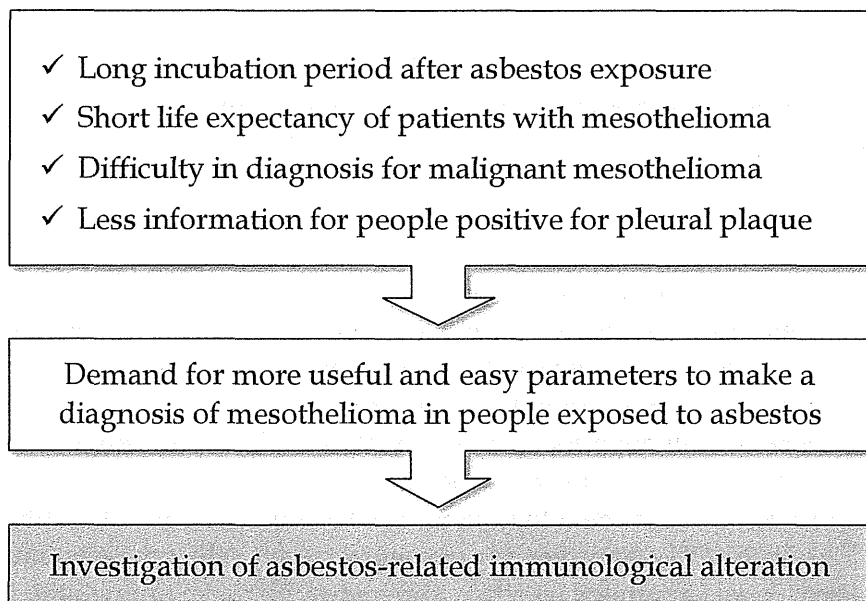 ✓ Long incubation period after asbestos exposure
✓ Short life expectancy of patients with mesothelioma
✓ Difficulty in diagnosis for malignant mesothelioma
✓ Less information for people positive for pleural plaque
Demand for more useful and easy parameters to make a
diagnosis of mesothelioma in people exposed to asbestos
Investigation of asbestos-related immunological alteration